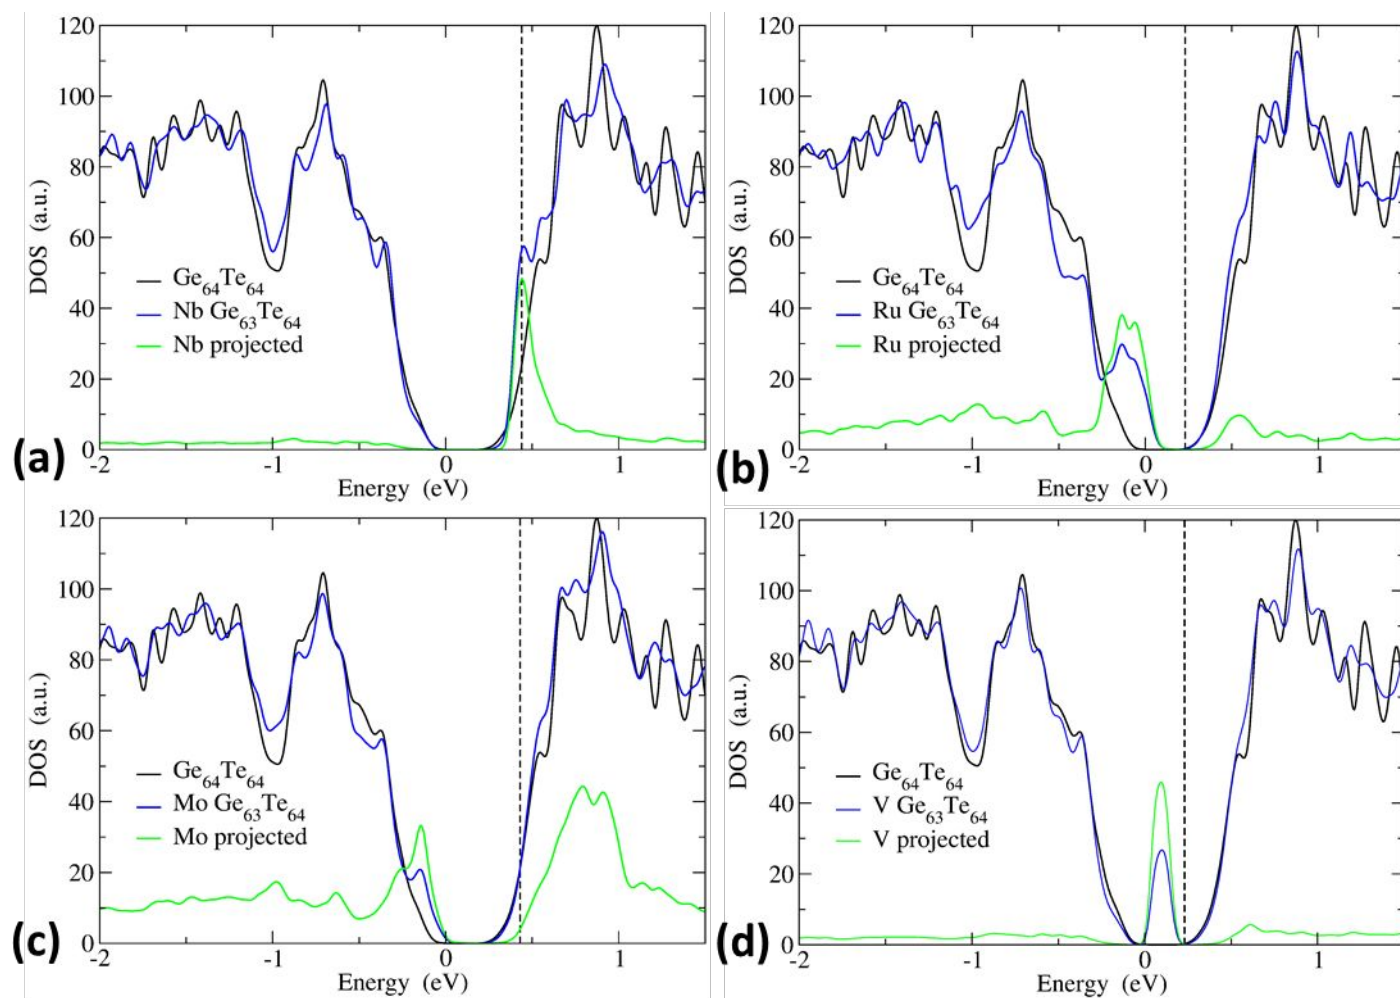 120
100
80
60
40
20
0
DOS (a.u.)
Ge64Te64
Nb Ge63Te64
Nb projected
-2
-1
0
1
Energy (eV)
(a)
120
100
80
60
40
20
0
DOS (a.u.)
Ge64Te64
Ru Ge63Te64
Ru projected
-2
-1
0
1
Energy (eV)
(b)
120
100
80
60
40
20
0
DOS (a.u.)
Ge64Te64
Mo Ge63Te64
Mo projected
-2
-1
0
1
Energy (eV)
(c)
120
100
80
60
40
20
0
DOS (a.u.)
Ge64Te64
V Ge63Te64
V projected
-2
-1
0
1
Energy (eV)
(d)